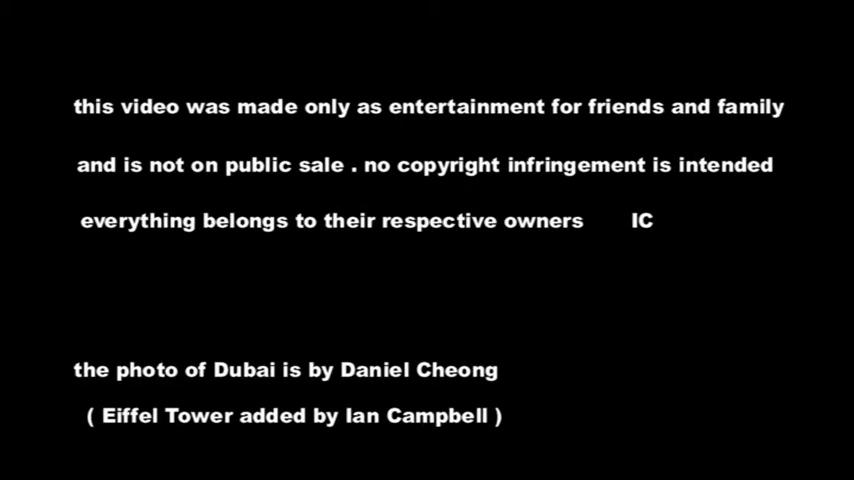 this video was made only as entertainment for friends and family
and is not on public sale . no copyright infringement is intended
everything belongs to their respective owners IC
the photo of Dubai is by Daniel Cheong
( Eiffel Tower added by Ian Campbell )